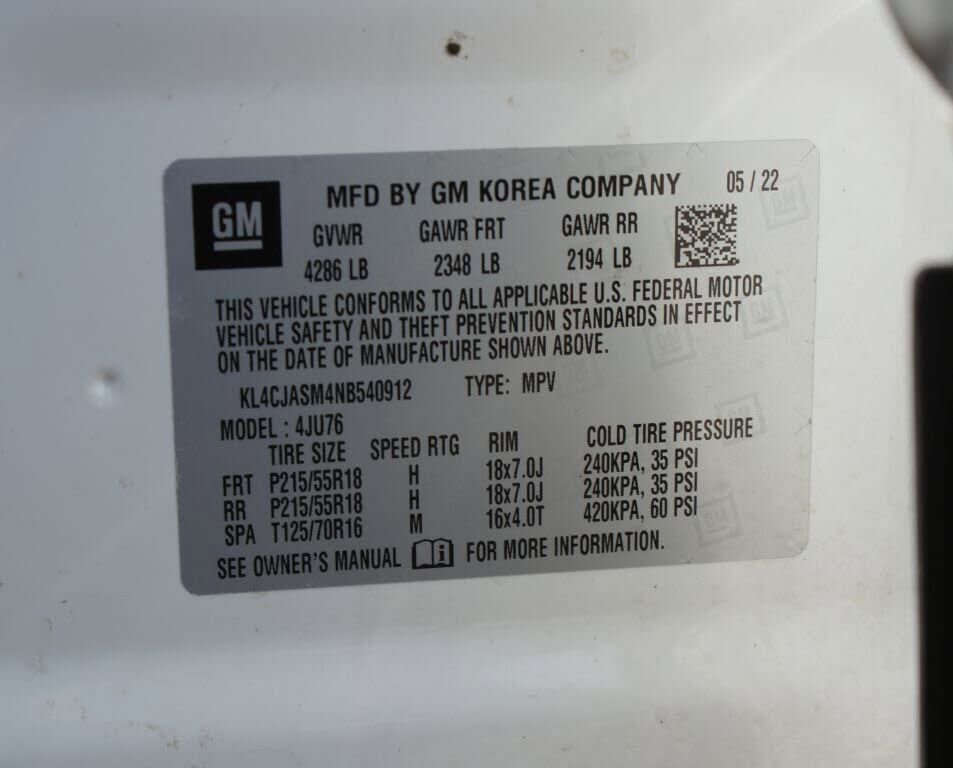 GM
MFD BY GM KOREA COMPANY 05 / 22
GVWR GAWR FRT GAWR RR
4286 LB 2348 LB 2194 LB
THIS VEHICLE CONFORMS TO ALL APPLICABLE U.S. FEDERAL MOTOR
VEHICLE SAFETY AND THEFT PREVENTION STANDARDS IN EFFECT
ON THE DATE OF MANUFACTURE SHOWN ABOVE.
KL4CJASM4NB540912 TYPE: MPV
MODEL : 4JU76
TIRE SIZE SPEED RTG RIM COLD TIRE PRESSURE
FRT P215/55R18 H 18x7.0J 240KPA, 35 PSI
RR P215/55R18 H 18x7.0J 240KPA, 35 PSI
SPA T125/70R16 M 16x4.0T 420KPA, 60 PSI
SEE OWNER'S MANUAL FOR MORE INFORMATION.